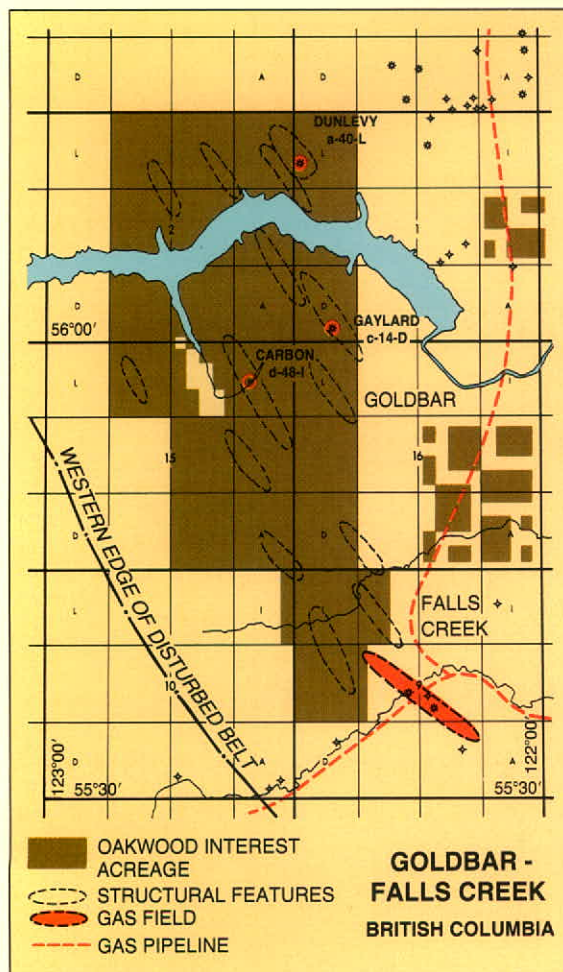 D
A
D
A
DUNLEVY
a-40-L
L
I
L
I
2
1
D
A
D
A
56°00'
GAYLARD
c-14-D
CARBON
d-48-I
L
I
GOLDBAR
15
16
WESTERN EDGE OF DISTURBED BELT
D
A
D
A
L
I
FALLS
CREEK
I
10
D
A
A
123°00'
122°00'
55°30'
55°30'
OAKWOOD INTEREST
ACREAGE
STRUCTURAL FEATURES
GAS FIELD
GAS PIPELINE
GOLDBAR -
FALLS CREEK
BRITISH COLUMBIA